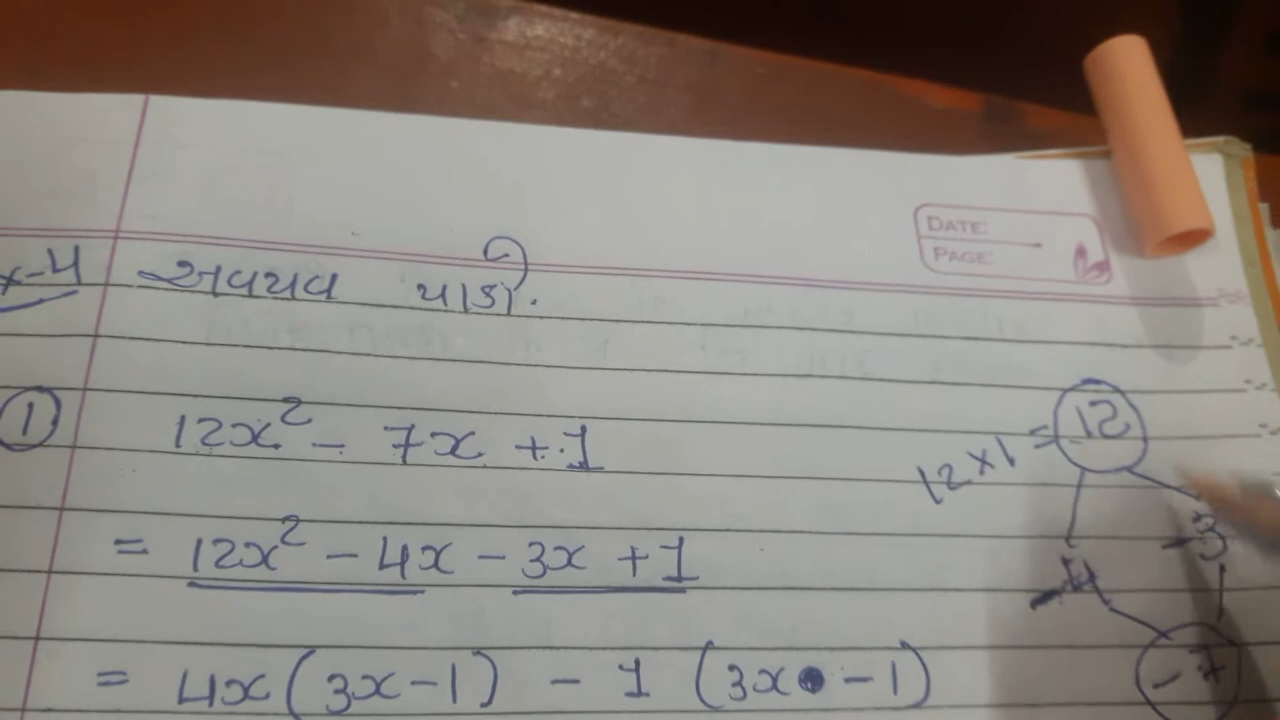 x-4 અવયવ પાડો.
DATE:
PAGE:
① 12x² - 7x + 1
= 12x² - 4x - 3x + 1
= 4x (3x - 1) - 1 (3x - 1)
12 x 1 = 12
-4 -3
-7